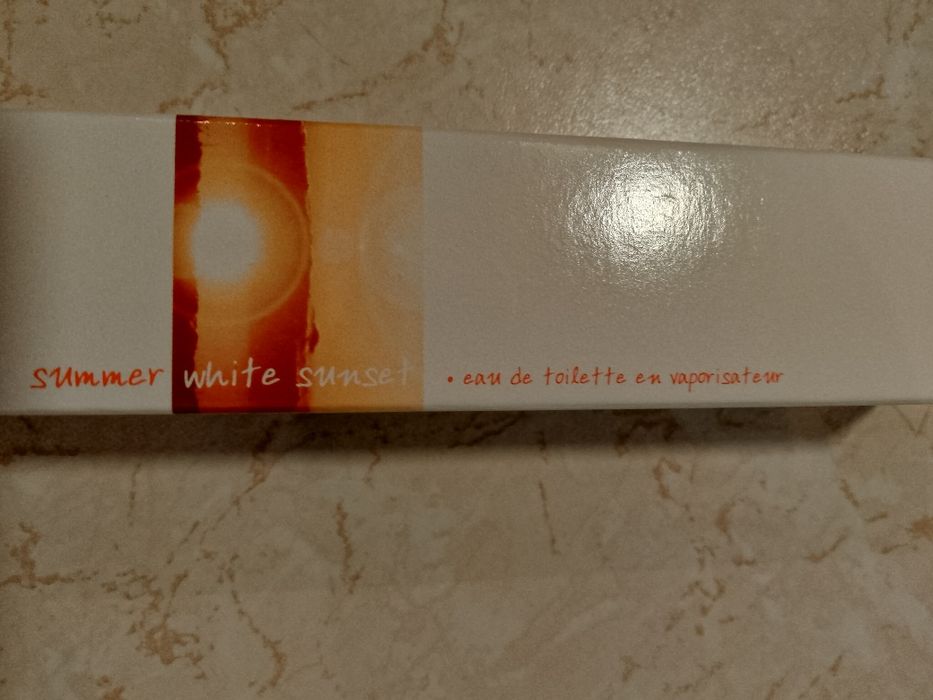 summer white sunset • eau de toilette en vaporisateur